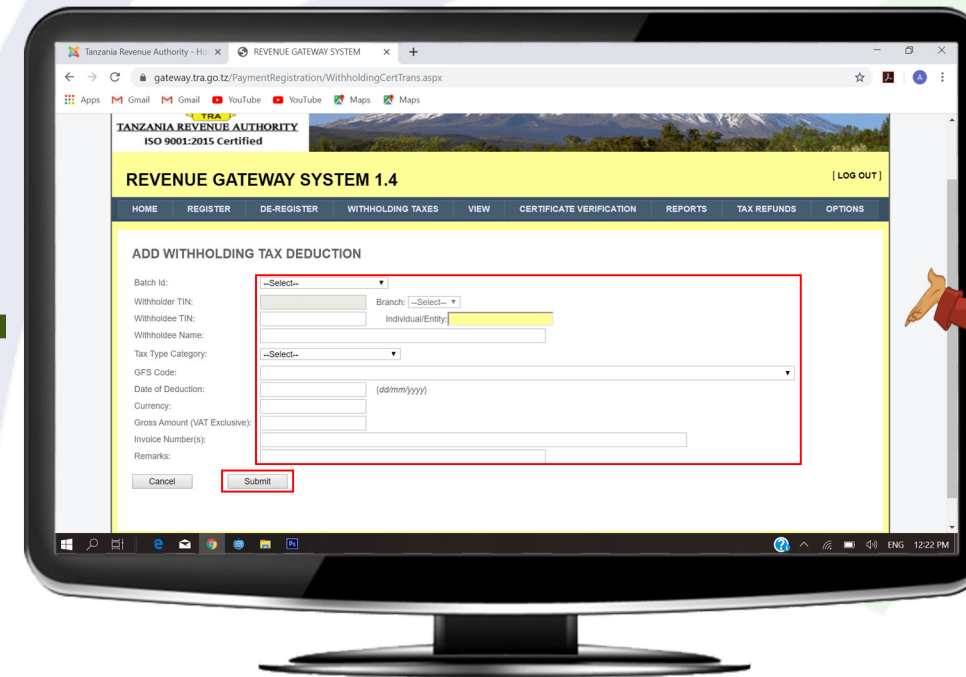 Tanzania Revenue Authority - Ho
REVENUE GATEWAY SYSTEM
gateway.tra.go.tz/PaymentRegistration/WithholdingCertTrans.aspx
A
Apps Gmail Gmail YouTube YouTube Maps Maps
TRA
TANZANIA REVENUE AUTHORITY
ISO 9001:2015 Certified
REVENUE GATEWAY SYSTEM 1.4
[ LOG OUT ]
HOME REGISTER DE-REGISTER WITHHOLDING TAXES VIEW CERTIFICATE VERIFICATION REPORTS TAX REFUNDS OPTIONS
ADD WITHHOLDING TAX DEDUCTION
Batch Id: --Select--
Withholder TIN: Branch: --Select--
Withholdee TIN: Individual/Entity:
Withholdee Name:
Tax Type Category: --Select--
GFS Code:
Date of Deduction: (dd/mm/yyyy)
Currency:
Gross Amount (VAT Exclusive):
Invoice Number(s):
Remarks:
Cancel Submit
Ps
ENG 12:22 PM